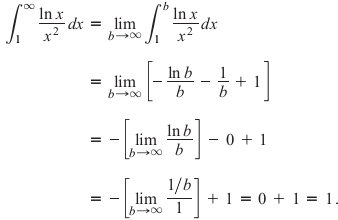 ∫₁^∞ (ln x)/(x²) dx = lim_{b→∞} ∫₁^b (ln x)/(x²) dx
= lim_{b→∞} [−(ln b)/b − 1/b + 1]
= −[lim_{b→∞} (ln b)/b] − 0 + 1
= −[lim_{b→∞} (1/b)/1] + 1 = 0 + 1 = 1.